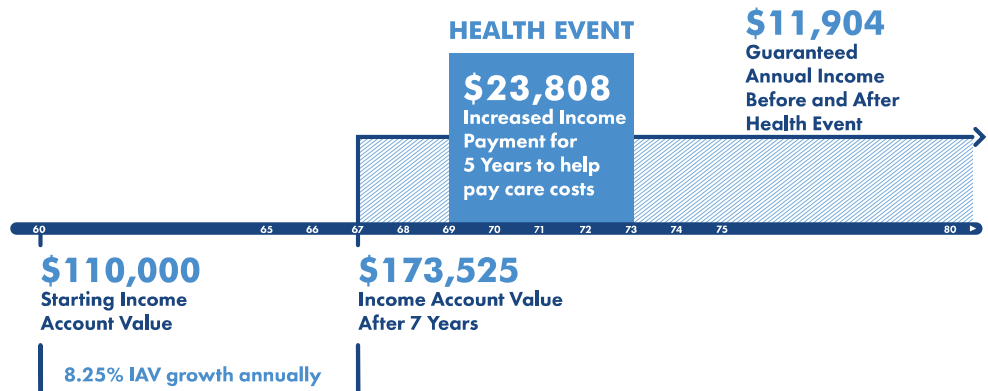 HEALTH EVENT
$23,808
Increased Income
Payment for
5 Years to help
pay care costs
$11,904
Guaranteed
Annual Income
Before and After
Health Event
60 65 66 67 68 69 70 71 72 73 74 75 80
$110,000
Starting Income
Account Value
$173,525
Income Account Value
After 7 Years
8.25% IAV growth annually